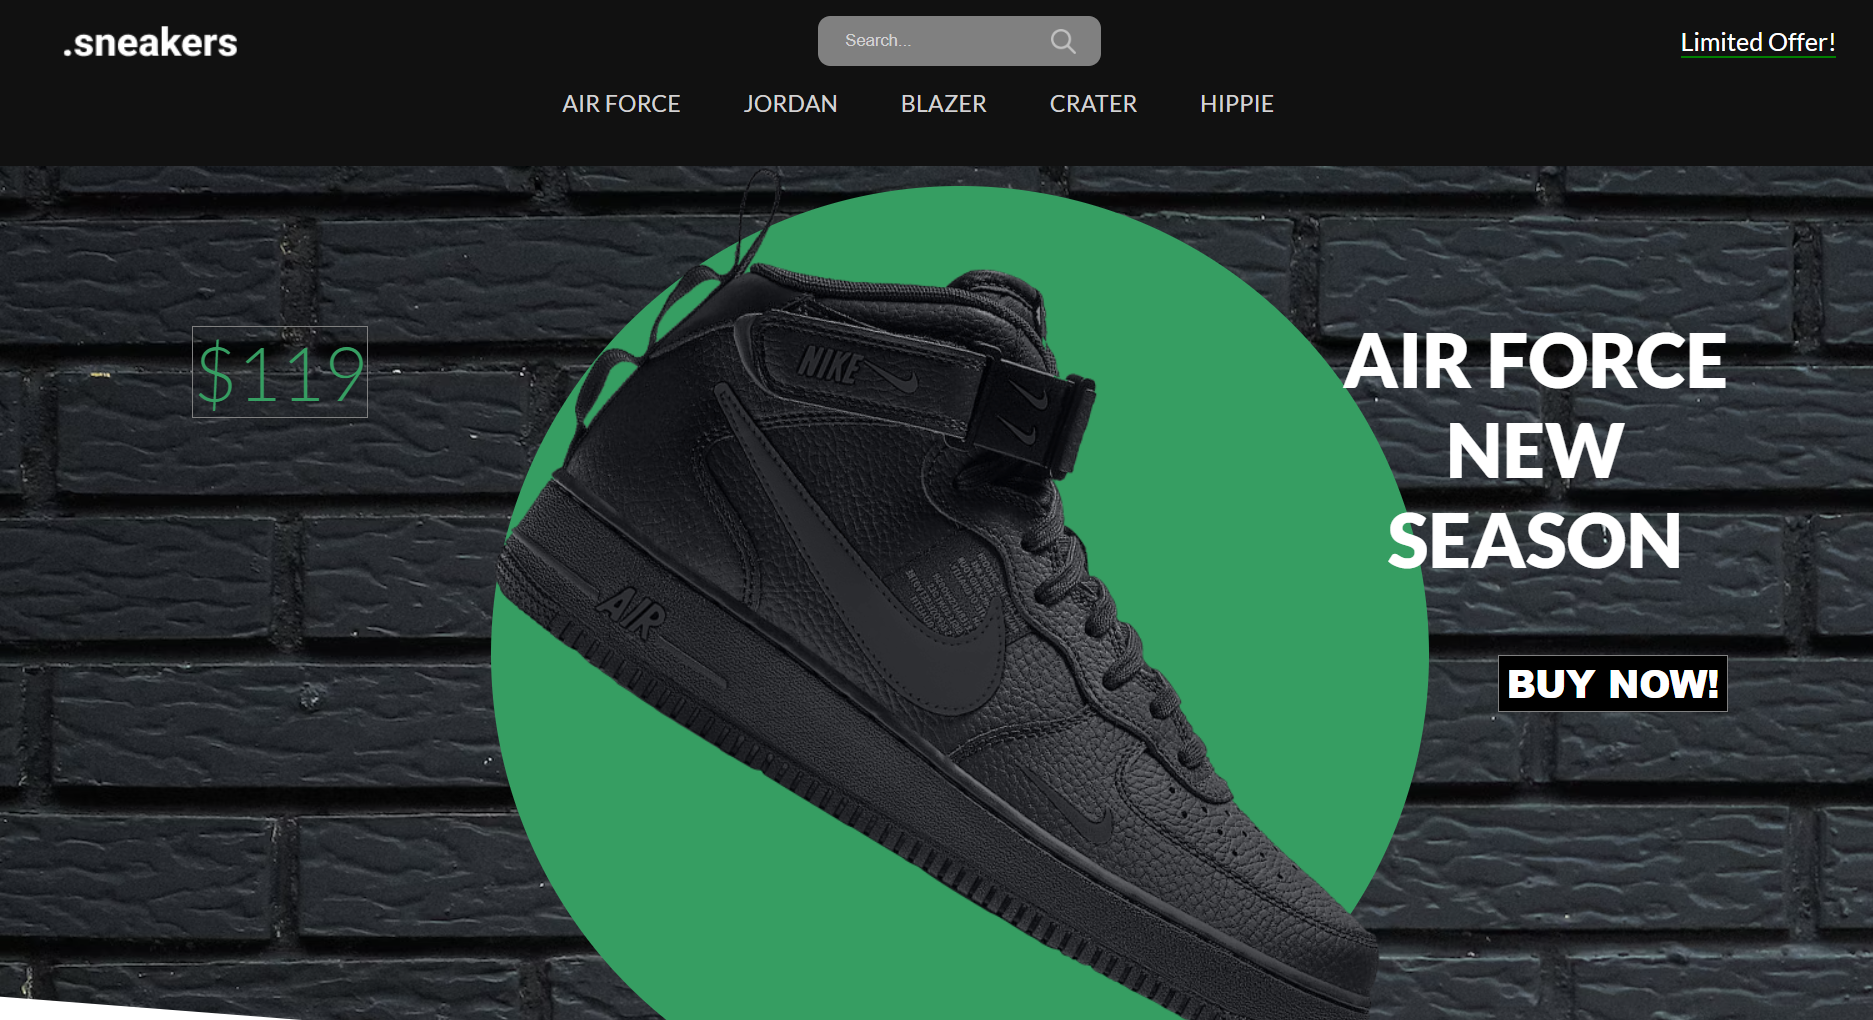 .sneakers
Search...
Limited Offer!
AIR FORCE JORDAN BLAZER CRATER HIPPIE
$119
NIKE
AIR FORCE
NEW
SEASON
AIR
BUY NOW!